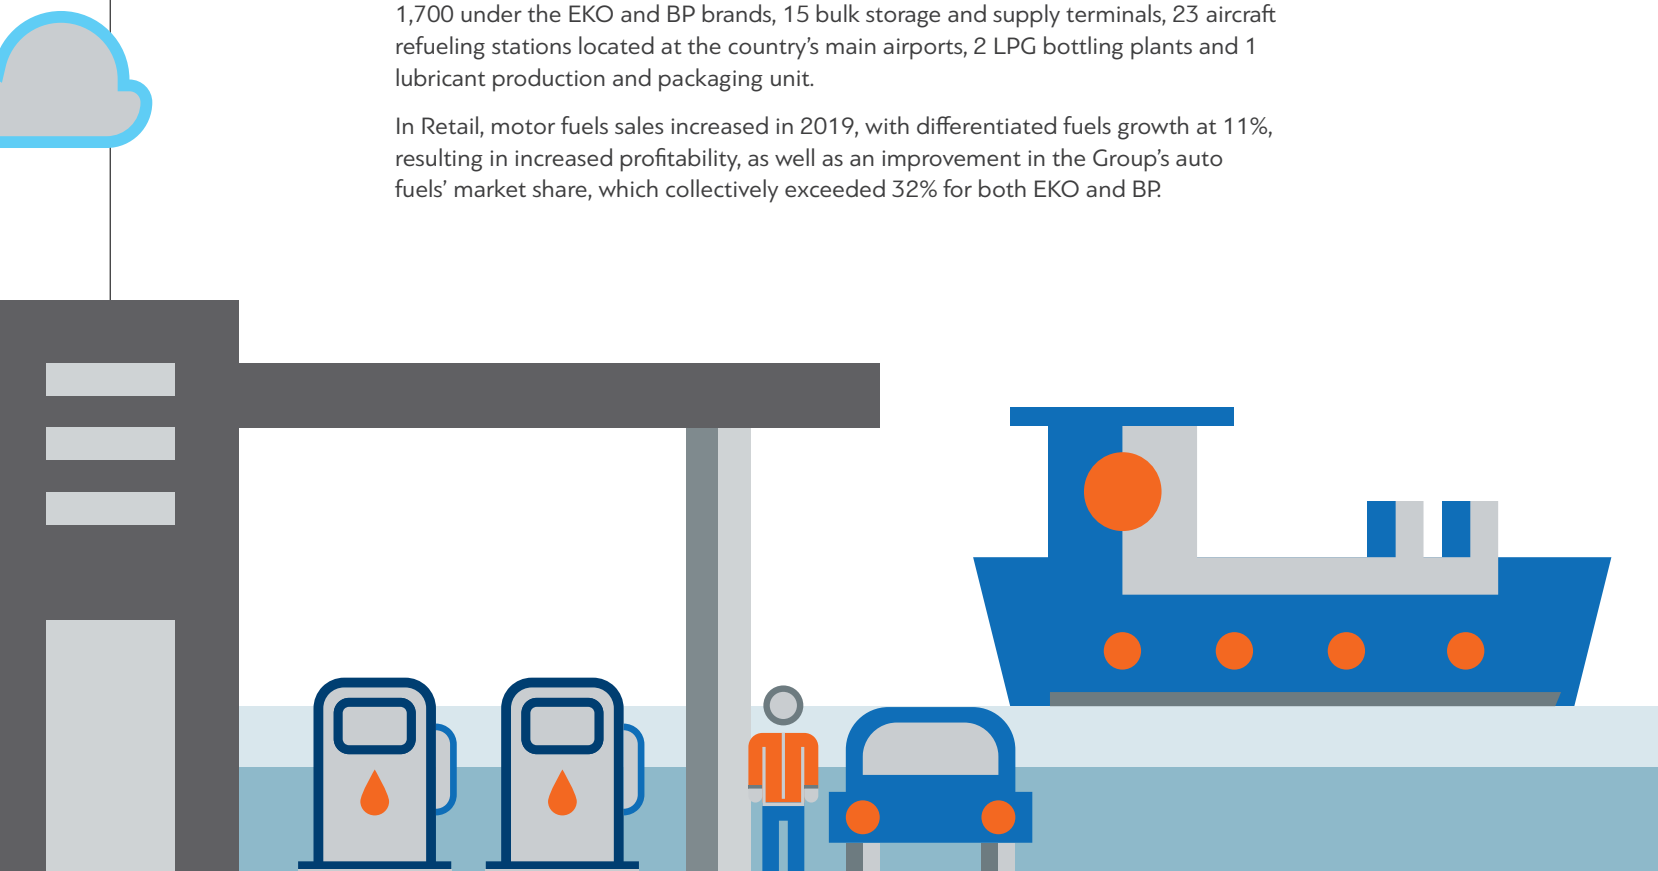 1,700 under the EKO and BP brands, 15 bulk storage and supply terminals, 23 aircraft
refueling stations located at the country’s main airports, 2 LPG bottling plants and 1
lubricant production and packaging unit.
In Retail, motor fuels sales increased in 2019, with differentiated fuels growth at 11%,
resulting in increased profitability, as well as an improvement in the Group’s auto
fuels’ market share, which collectively exceeded 32% for both EKO and BP.